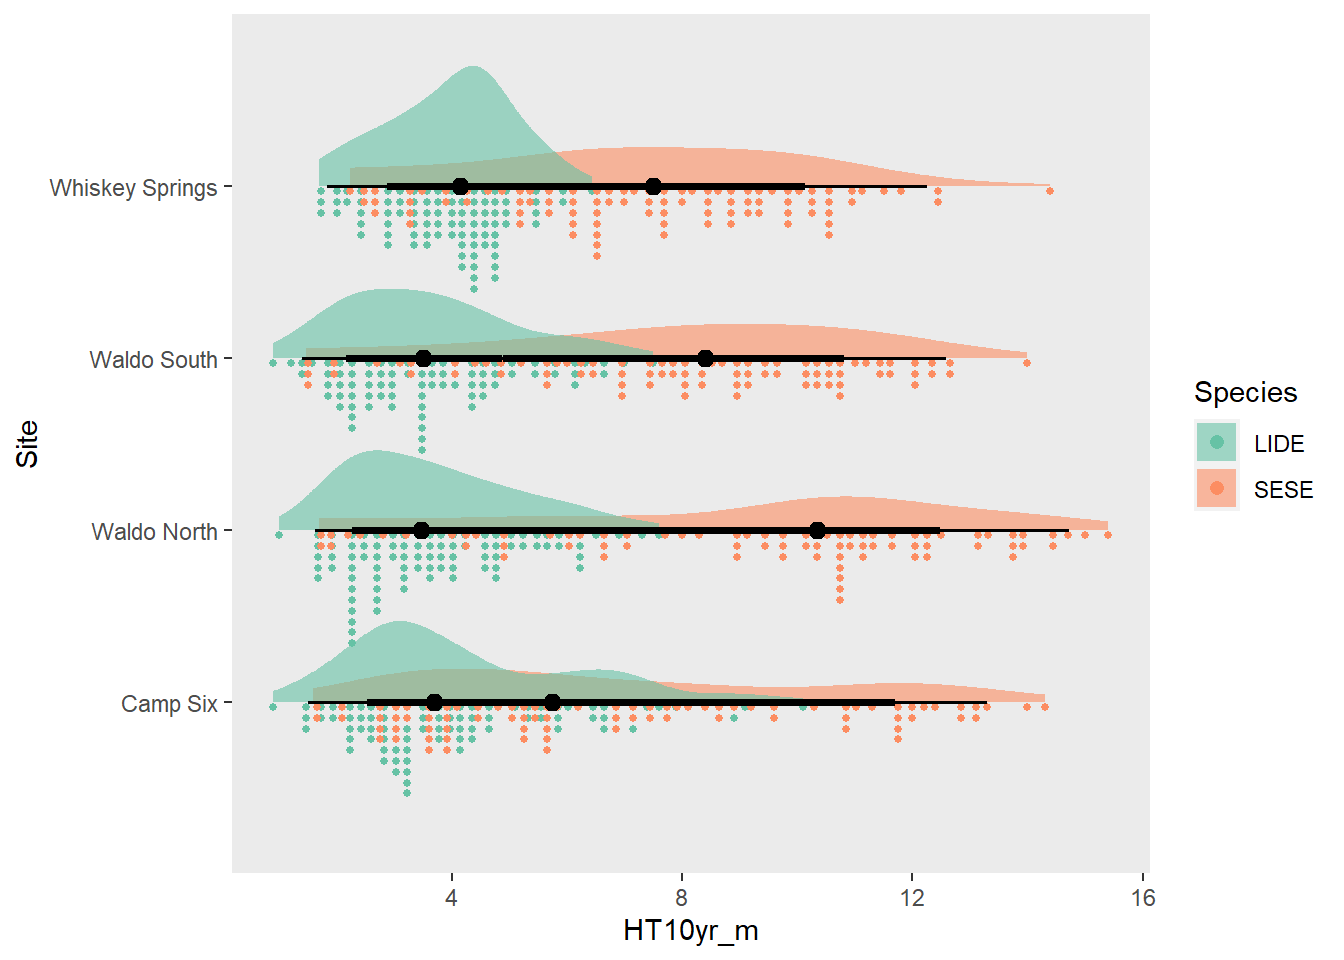 Whiskey Springs
Waldo South
Waldo North
Camp Six
Site
4
8
12
16
HT10yr_m
Species
LIDE
SESE